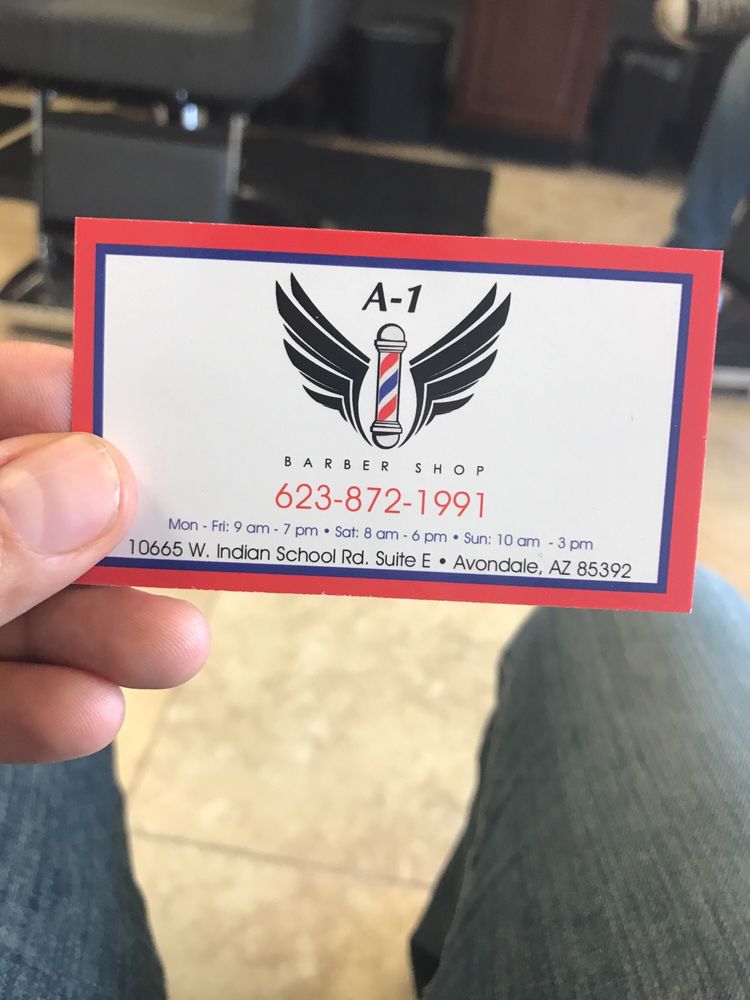 A-1
BARBER SHOP
623-872-1991
Mon - Fri: 9 am - 7 pm • Sat: 8 am - 6 pm • Sun: 10 am - 3 pm
10665 W. Indian School Rd. Suite E • Avondale, AZ 85392